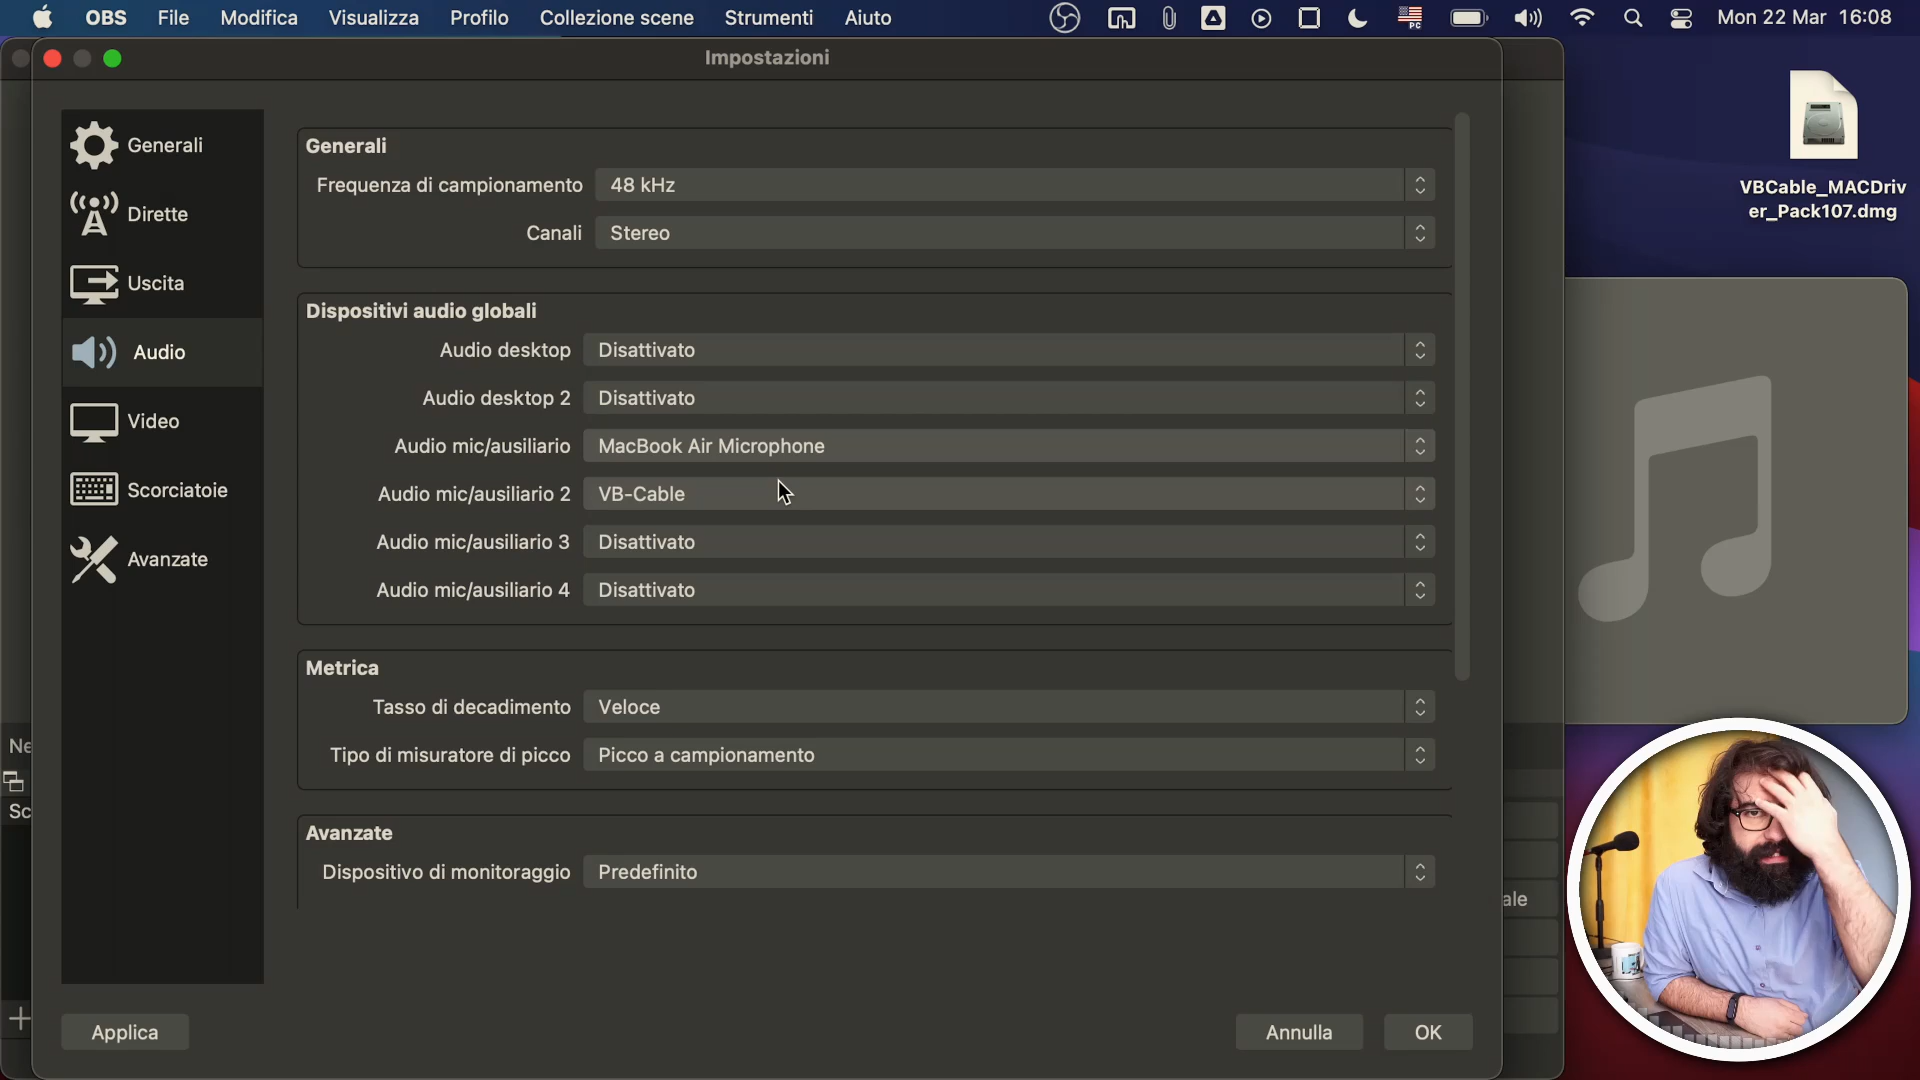 OBS File Modifica Visualizza Profilo Collezione scene Strumenti Aiuto PC Mon 22 Mar 16:08
Impostazioni
VBCable_MACDriv
er_Pack107.dmg
Generali
Dirette
Uscita
Audio
Video
Scorciatoie
Avanzate
Generali
Frequenza di campionamento 48 kHz
Canali Stereo
Dispositivi audio globali
Audio desktop Disattivato
Audio desktop 2 Disattivato
Audio mic/ausiliario MacBook Air Microphone
Audio mic/ausiliario 2 VB-Cable
Audio mic/ausiliario 3 Disattivato
Audio mic/ausiliario 4 Disattivato
Metrica
Tasso di decadimento Veloce
Tipo di misuratore di picco Picco a campionamento
Avanzate
Dispositivo di monitoraggio Predefinito
Ne
Sc
ale
Applica Annulla OK